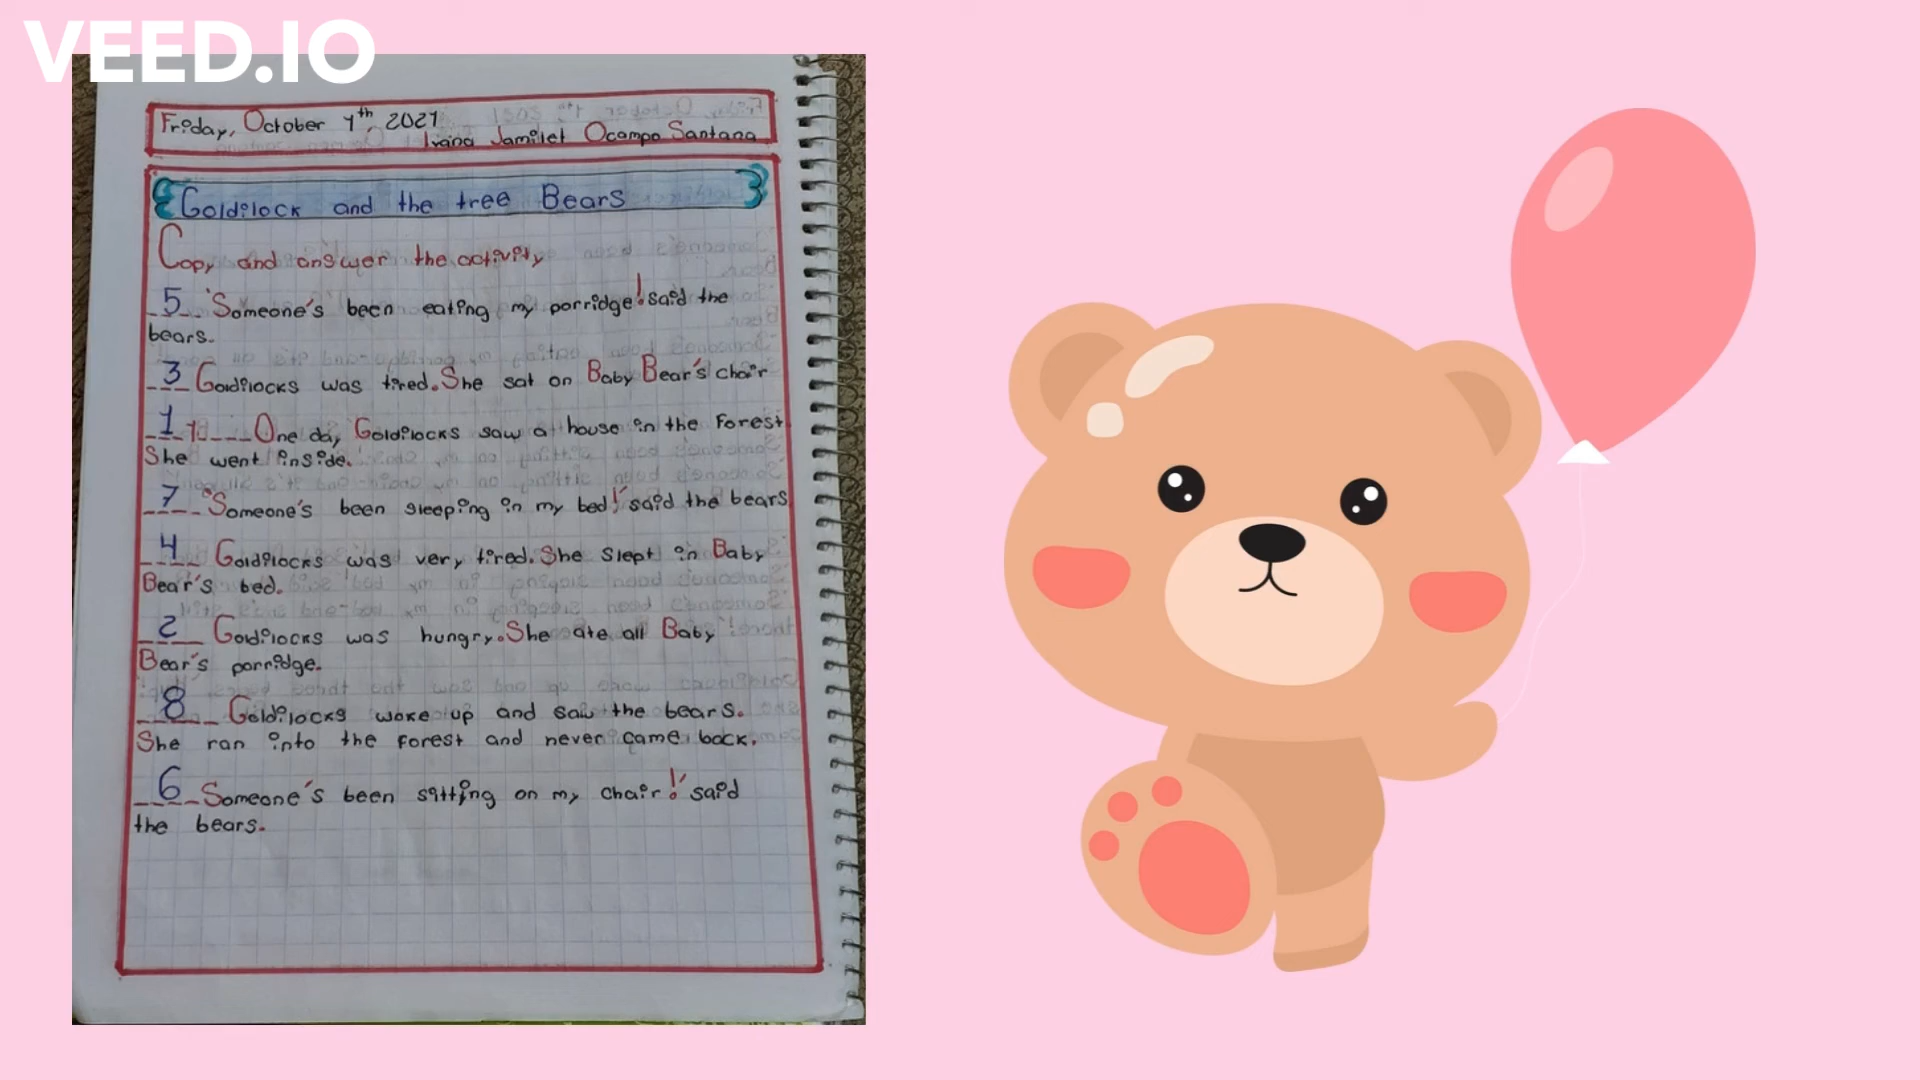 VEED.IO
Friday, October 1th, 2021
Ivana Jamilet Ocampo Santana
Goldilock and the tree Bears
Copy and answer the activity
5 'Someone's been eating my porridge!' said the
bears.
3 Goldilocks was tired. She sat on Baby Bear's chair
1 1 One day Goldilocks saw a house in the Forest
She went inside.
7 'Someone's been sleeping in my bed!' said the bears
4 Goldilocks was very tired. She slept in Baby
Bear's bed.
2 Goldilocks was hungry. She ate all Baby
Bear's porridge.
8 Goldilocks woke up and saw the bears.
She ran into the Forest and never came back.
6 Someone's been sitting on my chair!' said
the bears.